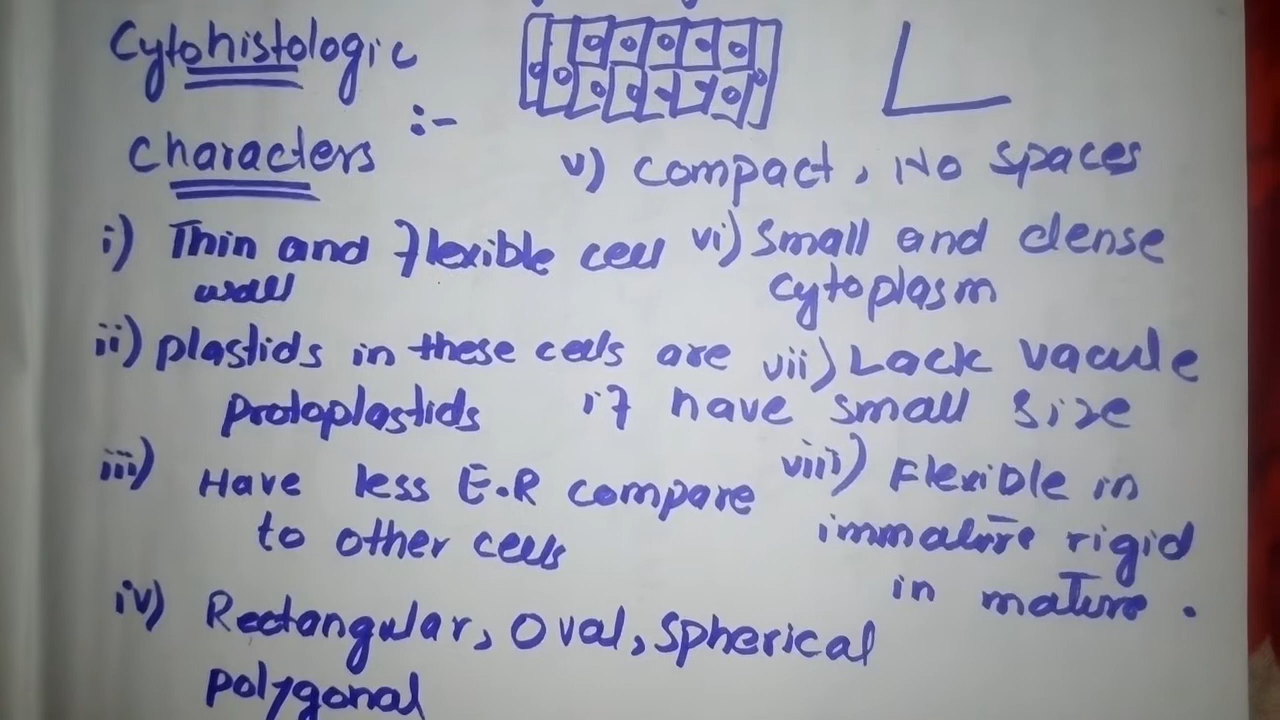 Cytohistologic
Characters :-
i) Thin and Flexible cell
wall
ii) plastids in these cells are
protoplastids
iii) Have less E.R compare
to other cells
iv) Rectangular, Oval, Spherical
polygonal
v) compact, No spaces
vi) Small and dense
cytoplasm
vii) Lack vacule
if have small size
viii) Flexible in
immature rigid
in mature.